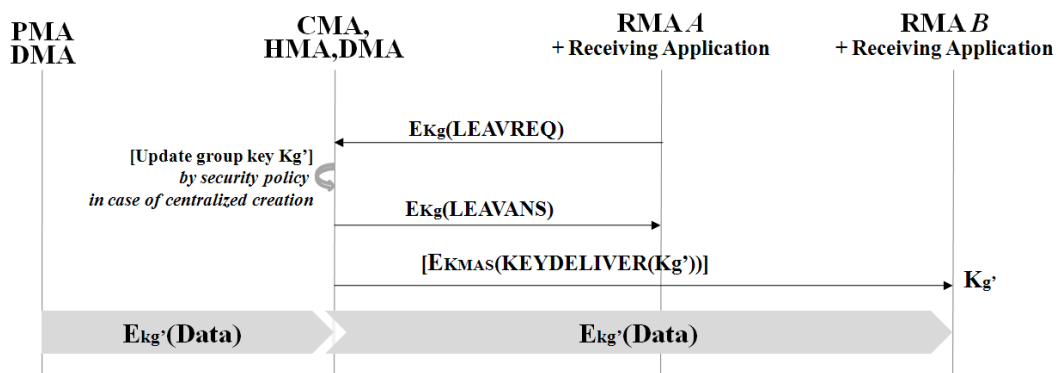 PMA
DMA
CMA,
HMA,DMA
RMA A
+ Receiving Application
RMA B
+ Receiving Application
EKg(LEAVREQ)
[Update group key Kg’]
by security policy
in case of centralized creation
EKg(LEAVANS)
[EKMAS(KEYDELIVER(Kg’))]
Kg’
Ekg’(Data)
Ekg’(Data)